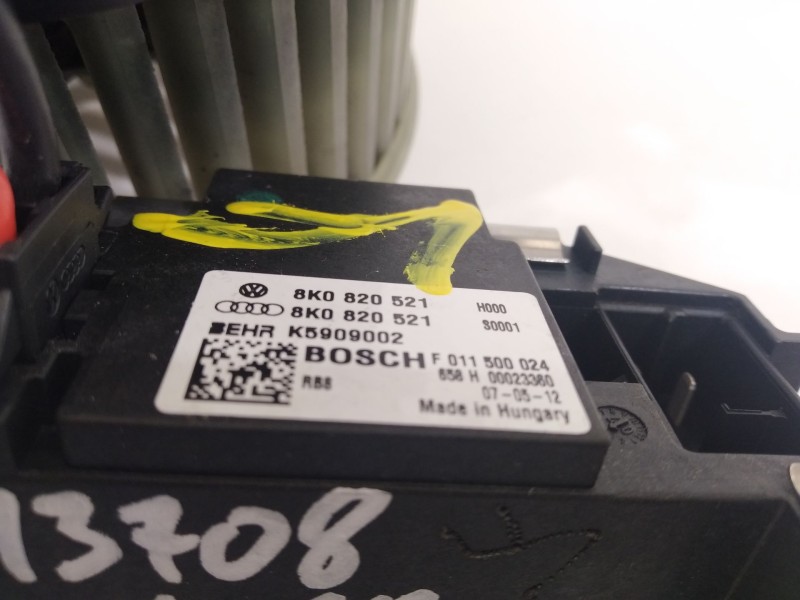 8K0 820 521 H000
8K0 820 521 S0001
BEHR K5909002
BOSCH F 011 500 024
658 H 00023360
RBS 07-05-12
Made in Hungary
13708